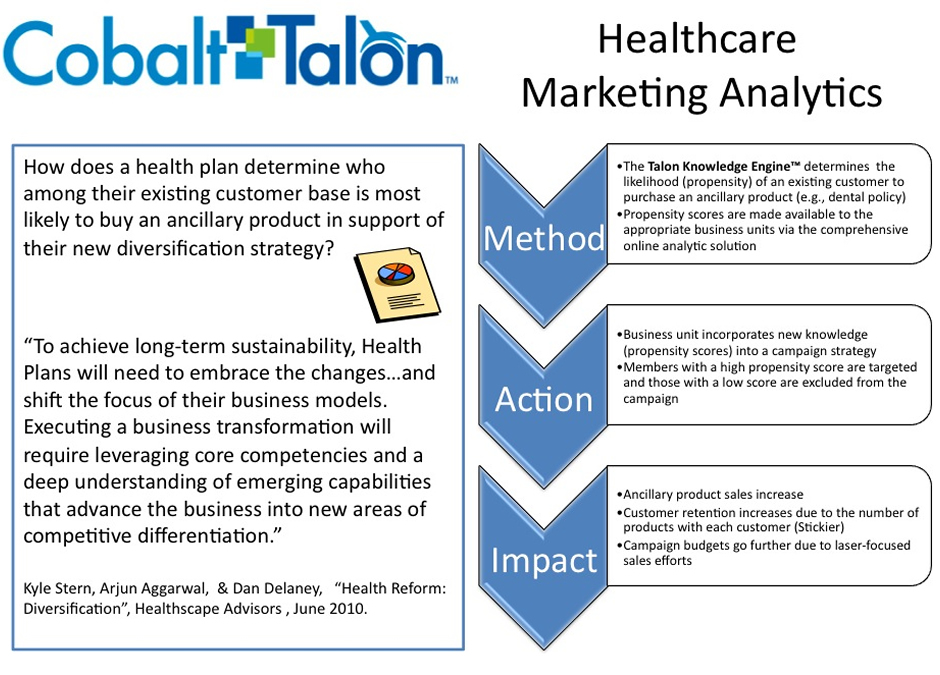 Cobalt Talon™
Healthcare
Marketing Analytics
How does a health plan determine who
among their existing customer base is most
likely to buy an ancillary product in support of
their new diversification strategy?
“To achieve long-term sustainability, Health
Plans will need to embrace the changes…and
shift the focus of their business models.
Executing a business transformation will
require leveraging core competencies and a
deep understanding of emerging capabilities
that advance the business into new areas of
competitive differentiation.”
Kyle Stern, Arjun Aggarwal, & Dan Delaney, “Health Reform:
Diversification”, Healthscape Advisors , June 2010.
Method
•The Talon Knowledge Engine™ determines the
likelihood (propensity) of an existing customer to
purchase an ancillary product (e.g., dental policy)
•Propensity scores are made available to the
appropriate business units via the comprehensive
online analytic solution
Action
•Business unit incorporates new knowledge
(propensity scores) into a campaign strategy
•Members with a high propensity score are targeted
and those with a low score are excluded from the
campaign
Impact
•Ancillary product sales increase
•Customer retention increases due to the number of
products with each customer (Stickier)
•Campaign budgets go further due to laser-focused
sales efforts